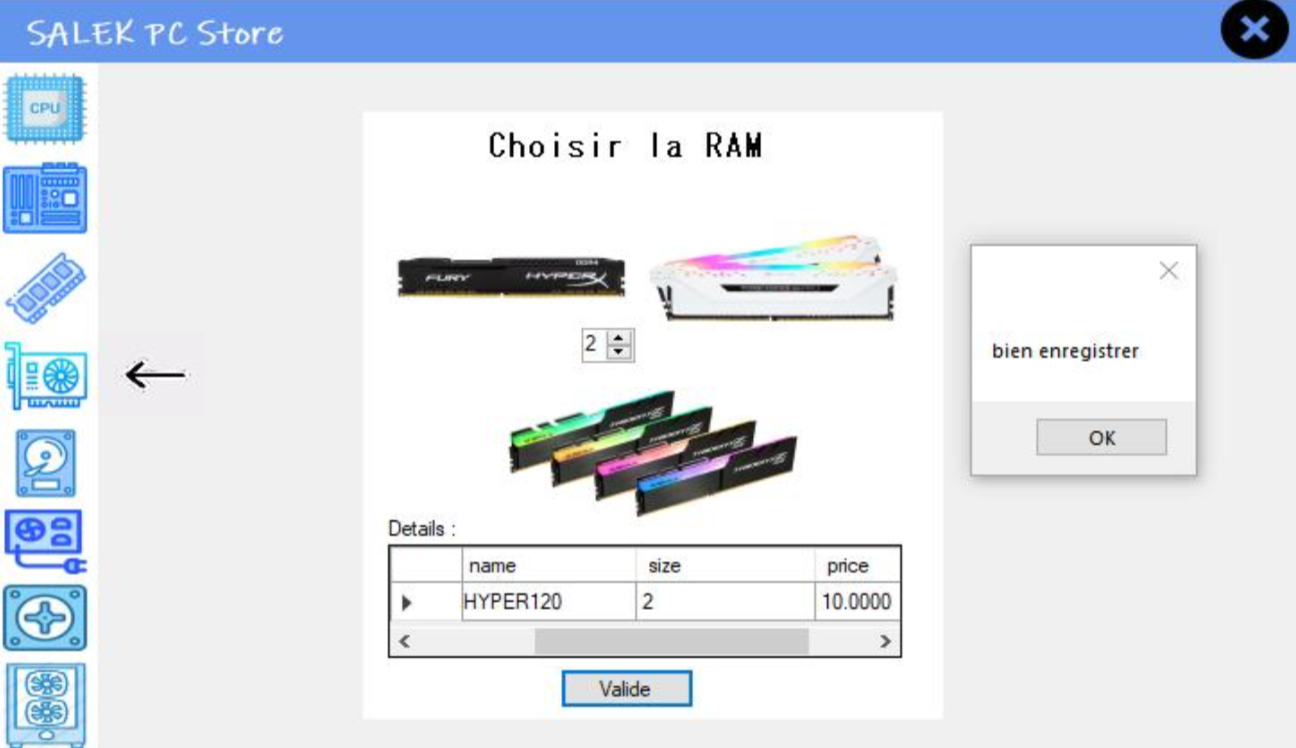 SALEK PC Store
CPU
Choisir la RAM
FURY HYPERX
DDR4
2
bien enregistrer
OK
Details :
name size price
HYPER120 2 10.0000
Valide